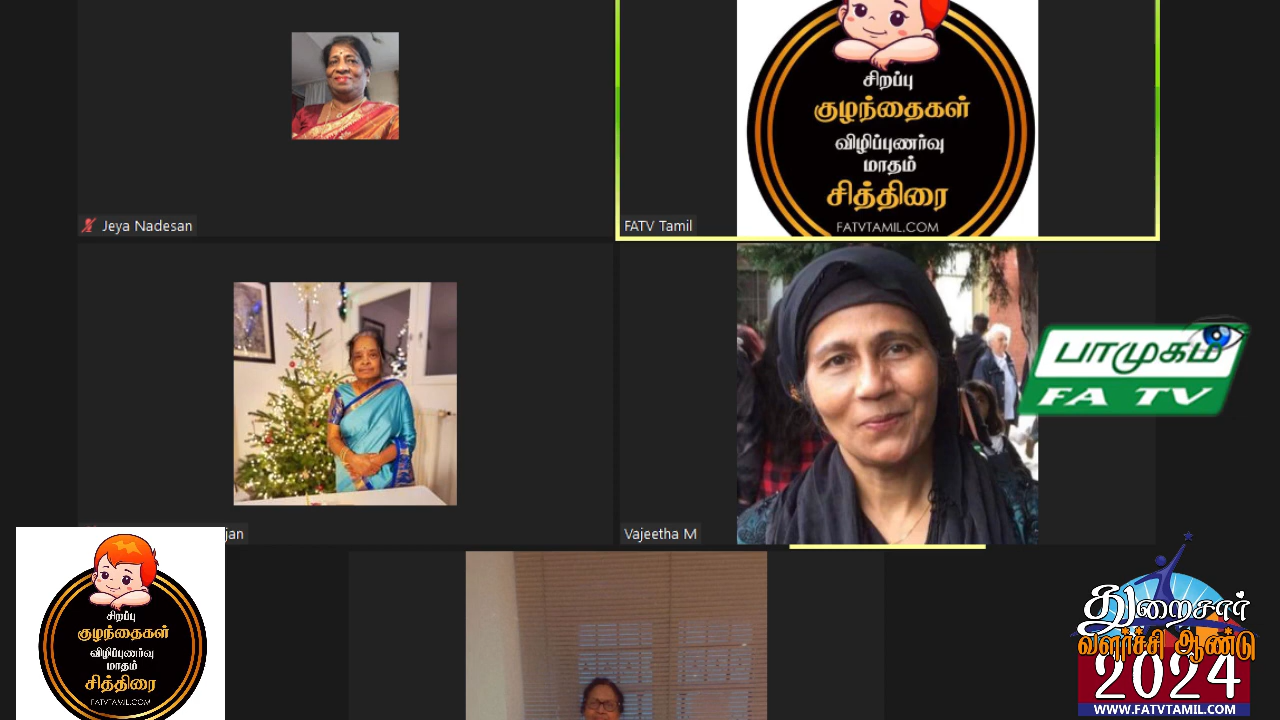 சிறப்பு
குழந்தைகள்
விழிப்புணர்வு
மாதம்
சித்திரை
FATVTAMIL.COM
Jeya Nadesan
FATV Tamil
பாமுகம்
FA TV
jan
Vajeetha M
சிறப்பு
குழந்தைகள்
விழிப்புணர்வு
மாதம்
சித்திரை
FATVTAMIL.COM
துறைசார்
வளர்ச்சி ஆண்டு
2024
WWW.FATVTAMIL.COM